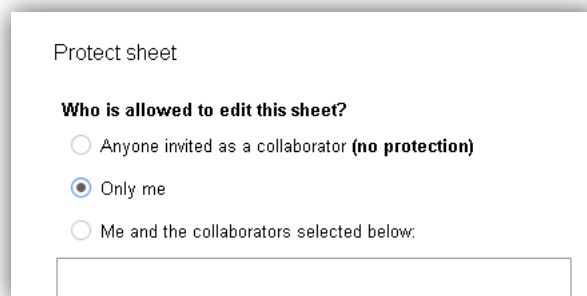 Protect sheet
Who is allowed to edit this sheet?
Anyone invited as a collaborator (no protection)
Only me
Me and the collaborators selected below: